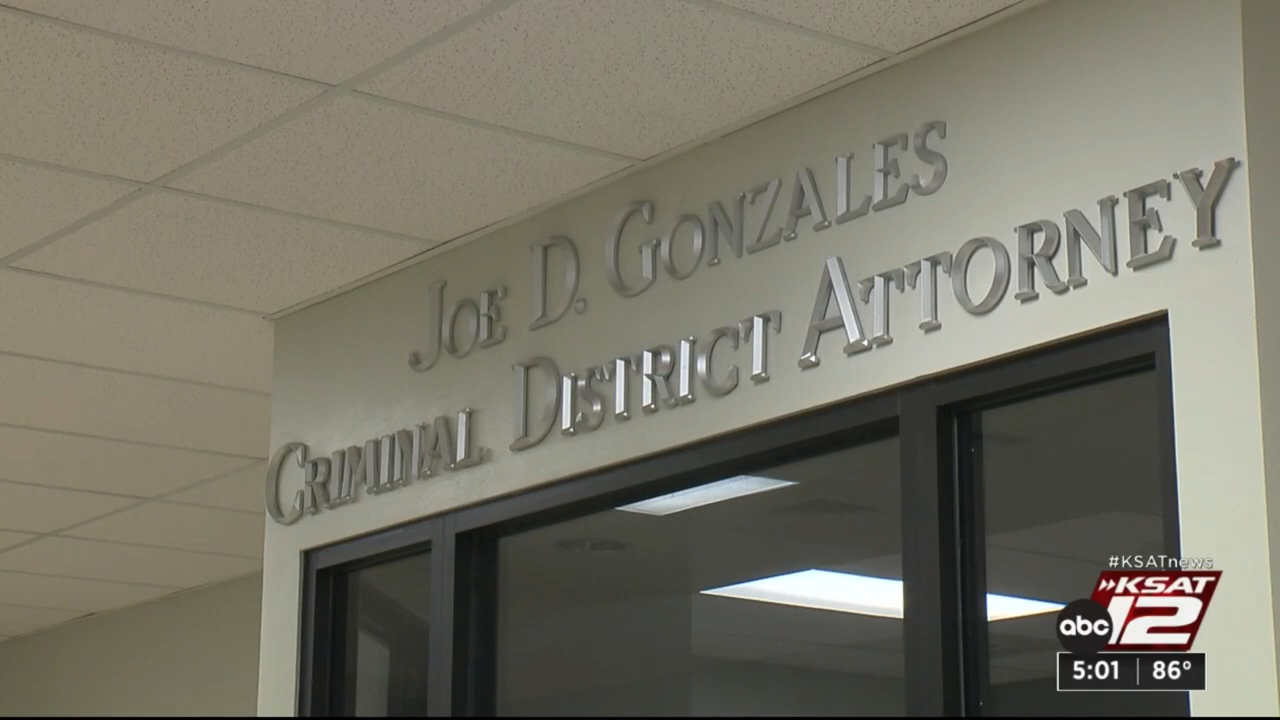 JOE D. GONZALES
CRIMINAL DISTRICT ATTORNEY
#KSATnews
»KSAT
abc 12
5:01 | 86°